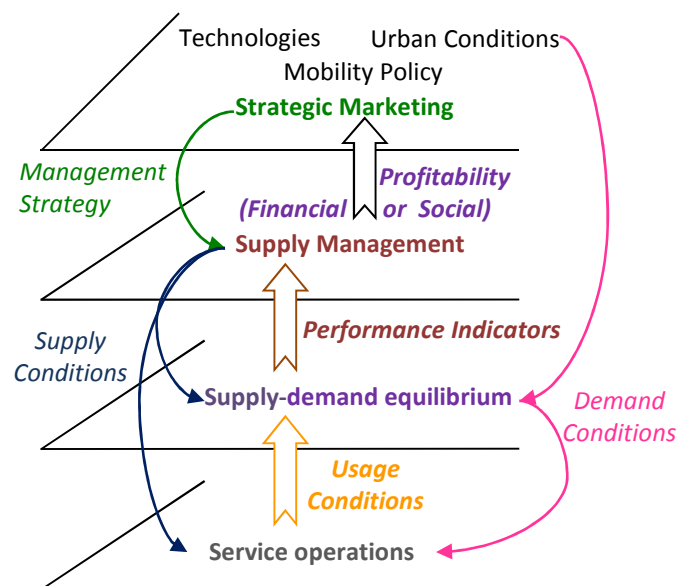 Technologies Urban Conditions
Mobility Policy
Strategic Marketing
Management
Strategy
Profitability
(Financial or Social)
Supply Management
Performance Indicators
Supply
Conditions
Supply-demand equilibrium
Demand
Conditions
Usage
Conditions
Service operations